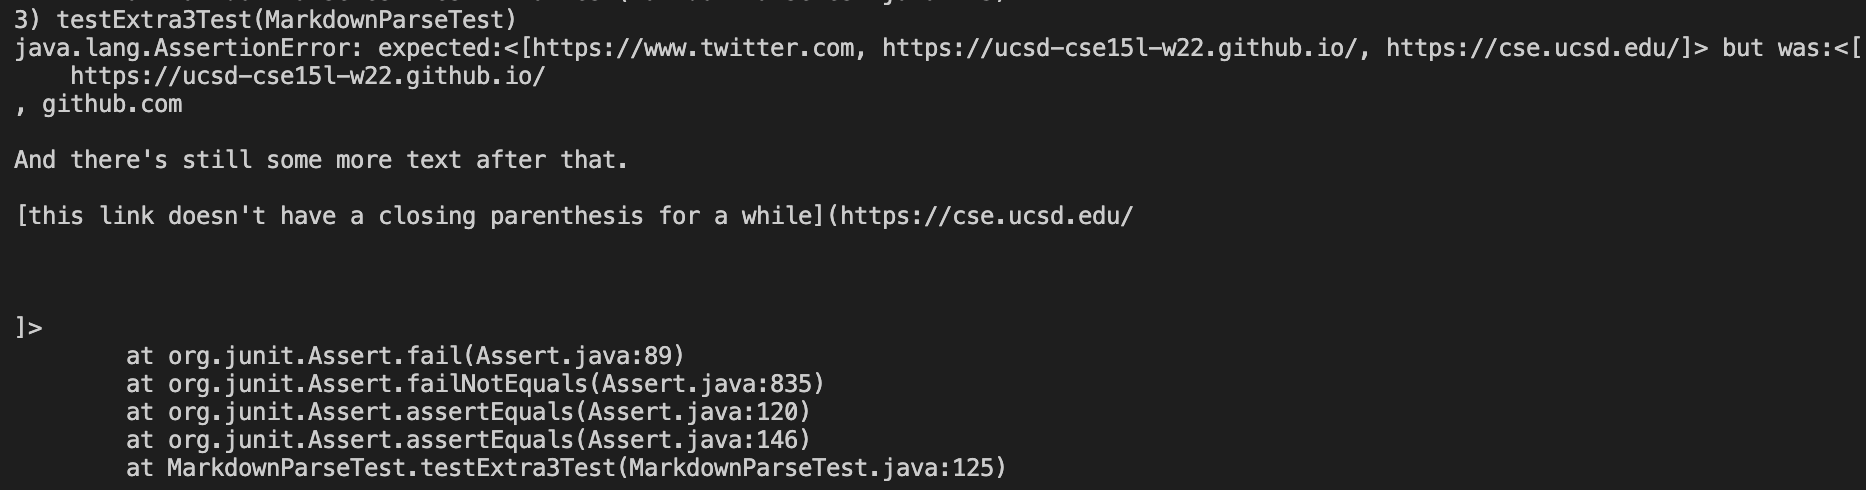 3) testExtra3Test(MarkdownParseTest)
java.lang.AssertionError: expected:<[https://www.twitter.com, https://ucsd-cse15l-w22.github.io/, https://cse.ucsd.edu/]> but was:<[
    https://ucsd-cse15l-w22.github.io/
, github.com

And there's still some more text after that.

[this link doesn't have a closing parenthesis for a while](https://cse.ucsd.edu/



]>
        at org.junit.Assert.fail(Assert.java:89)
        at org.junit.Assert.failNotEquals(Assert.java:835)
        at org.junit.Assert.assertEquals(Assert.java:120)
        at org.junit.Assert.assertEquals(Assert.java:146)
        at MarkdownParseTest.testExtra3Test(MarkdownParseTest.java:125)